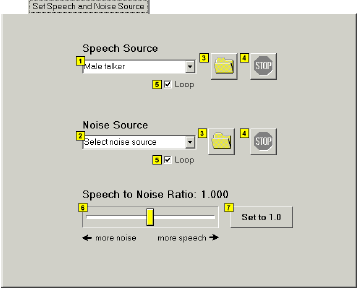 Set Speech and Noise Source
Speech Source
1 Male talker 3 4 STOP
5 Loop
Noise Source
2 Select noise source 3 4 STOP
5 Loop
Speech to Noise Ratio: 1.000
6 7 Set to 1.0
more noise more speech